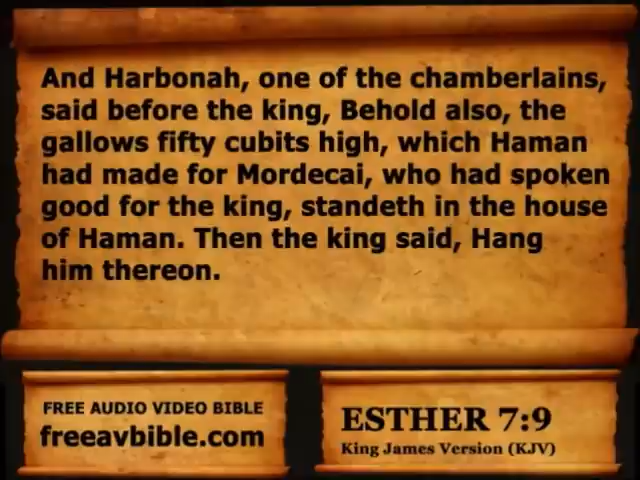 And Harbonah, one of the chamberlains,
said before the king, Behold also, the
gallows fifty cubits high, which Haman
had made for Mordecai, who had spoken
good for the king, standeth in the house
of Haman. Then the king said, Hang
him thereon.
FREE AUDIO VIDEO BIBLE
freeavbible.com
ESTHER 7:9
King James Version (KJV)